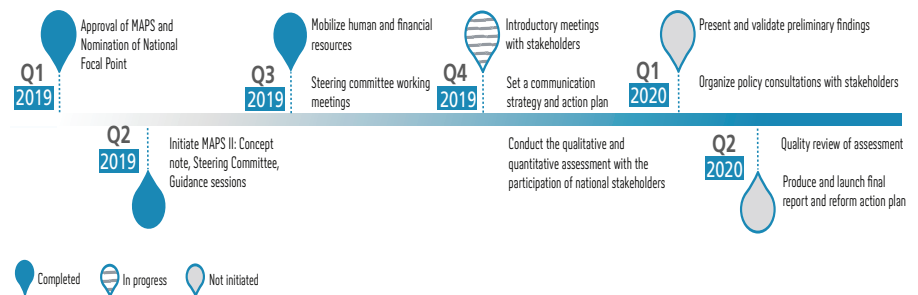 Q1
2019
Approval of MAPS and
Nomination of National
Focal Point
Q2
2019
Initiate MAPS II: Concept
note, Steering Committee,
Guidance sessions
Q3
2019
Mobilize human and financial
resources
Steering committee working
meetings
Q4
2019
Introductory meetings
with stakeholders
Set a communication
strategy and action plan
Conduct the qualitative and
quantitative assessment with the
participation of national stakeholders
Q1
2020
Present and validate preliminary findings
Organize policy consultations with stakeholders
Q2
2020
Quality review of assessment
Produce and launch final
report and reform action plan
Completed
In progress
Not initiated